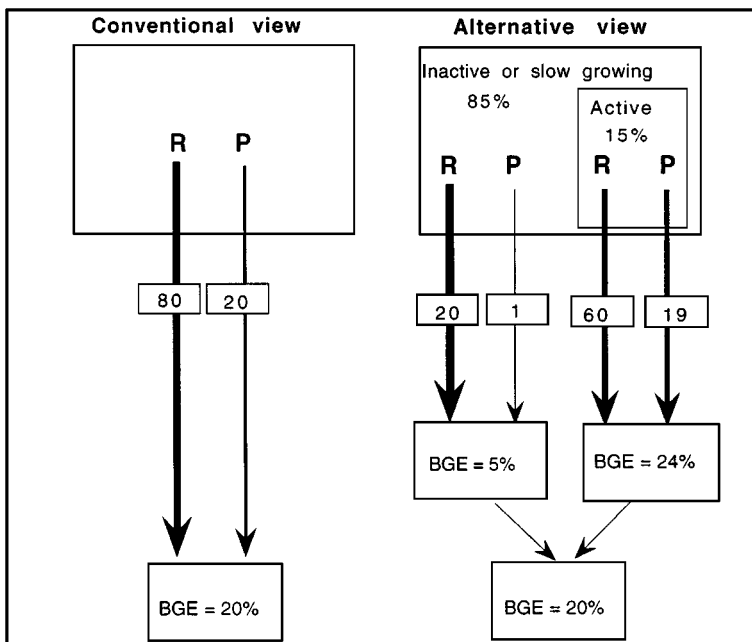 Conventional view
R P
80 20
BGE = 20%
Alternative view
Inactive or slow growing
85%
Active
15%
R P R P
20 1 60 19
BGE = 5% BGE = 24%
BGE = 20%